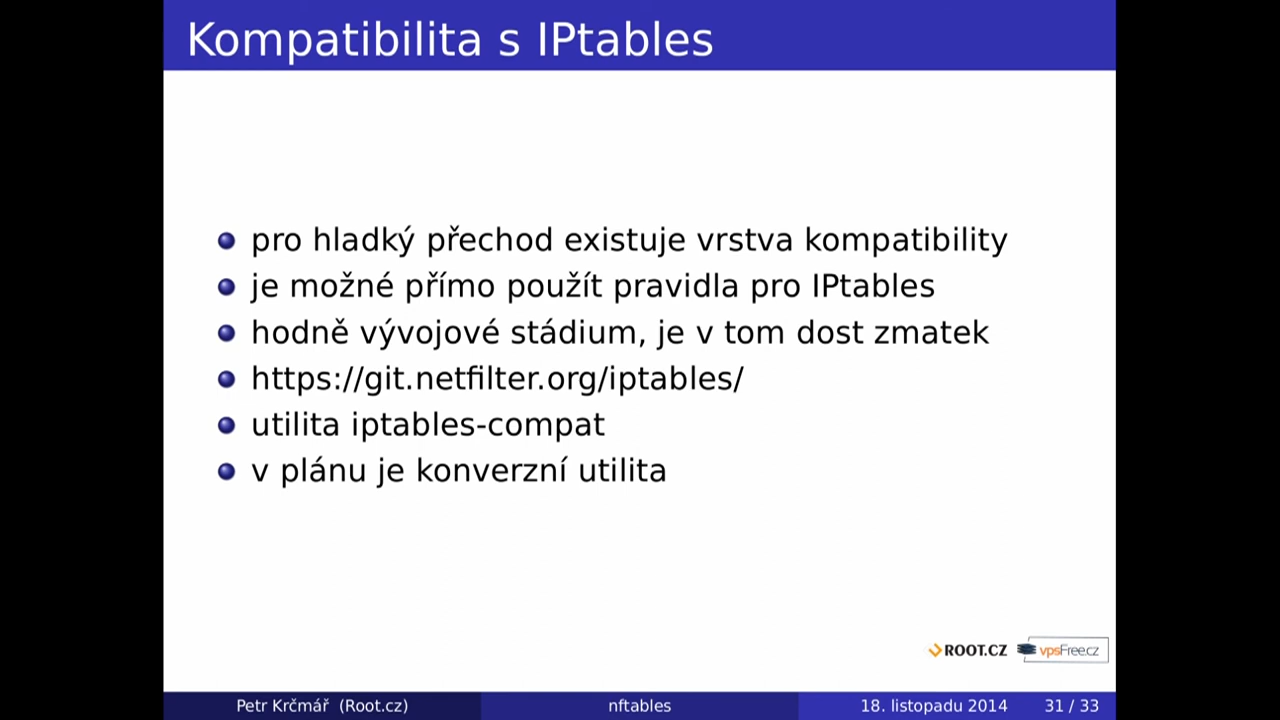 Kompatibilita s IPtables
pro hladký přechod existuje vrstva kompatibility
je možné přímo použít pravidla pro IPtables
hodně vývojové stádium, je v tom dost zmatek
https://git.netfilter.org/iptables/
utilita iptables-compat
v plánu je konverzní utilita
ROOT.CZ vpsFree.cz
Petr Krčmář (Root.cz) nftables 18. listopadu 2014 31 / 33